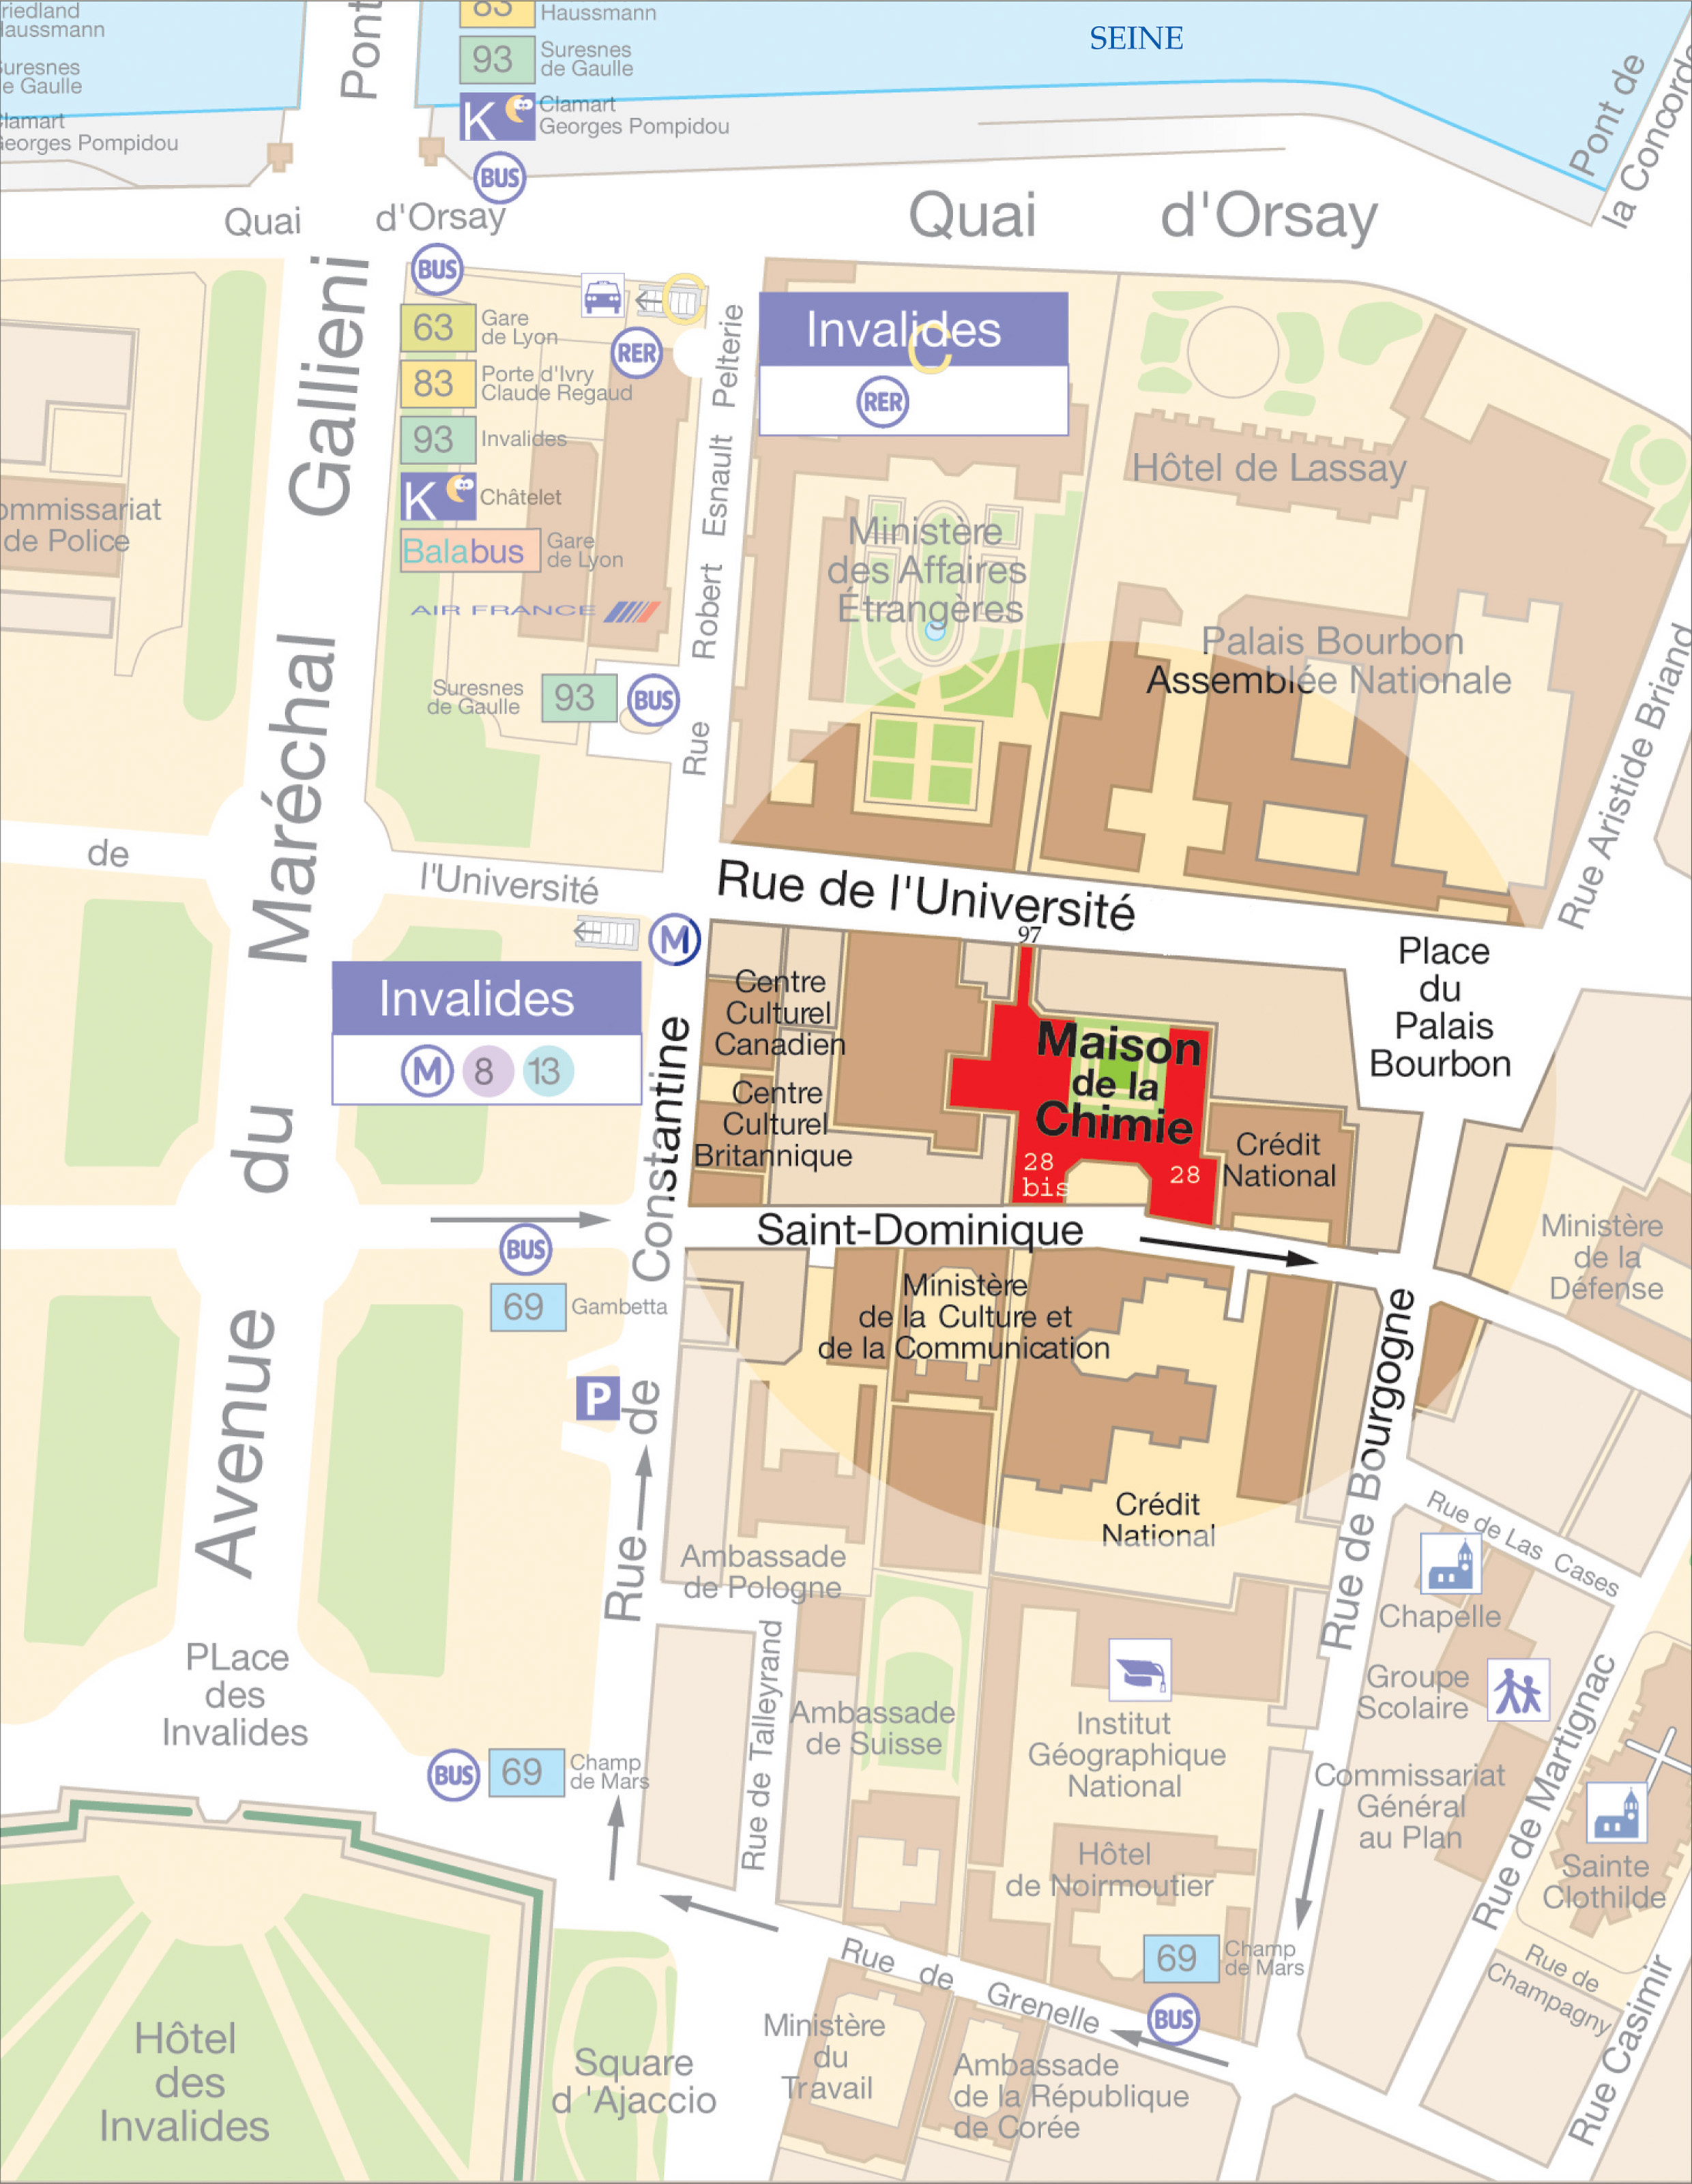 riedland
Haussmann
Suresnes
de Gaulle
Clamart
Georges Pompidou
Pont
83
Haussmann
93
Suresnes
de Gaulle
K
Clamart
Georges Pompidou
BUS
SEINE
Pont de
la Concorde
Quai d'Orsay
Quai d'Orsay
BUS
63
Gare
de Lyon
83
Porte d'Ivry
Claude Regaud
93
Invalides
K
Châtelet
Balabus
Gare
de Lyon
AIR FRANCE
C
RER
Suresnes
de Gaulle
93
BUS
Rue Robert Esnault Pelterie
Invalides
C
RER
Hôtel de Lassay
Ministère
des Affaires
Étrangères
Palais Bourbon
Assemblée Nationale
Rue Aristide Briand
ommissariat
de Police
Avenue du Maréchal Gallieni
de
l'Université
Rue de l'Université
97
M
Invalides
M 8 13
Rue de Constantine
Centre
Culturel
Canadien
Centre
Culturel
Britannique
Maison
de la
Chimie
28
bis
28
Crédit
National
Place
du
Palais
Bourbon
Saint-Dominique
BUS
69
Gambetta
P
Ministère
de la Culture et
de la Communication
Ministère
de la
Défense
Crédit
National
Rue de Bourgogne
Rue de Las Cases
Chapelle
Groupe
Scolaire
Ambassade
de Pologne
Rue de Talleyrand
Ambassade
de Suisse
Institut
Géographique
National
Commissariat
Général
au Plan
Rue de Martignac
Sainte
Clothilde
PLace
des
Invalides
BUS
69
Champ
de Mars
Hôtel
de Noirmoutier
69
Champ
de Mars
BUS
Rue de Grenelle
Rue de
Champagny
Rue Casimir
Hôtel
des
Invalides
Square
d 'Ajaccio
Ministère
du
Travail
Ambassade
de la République
de Corée